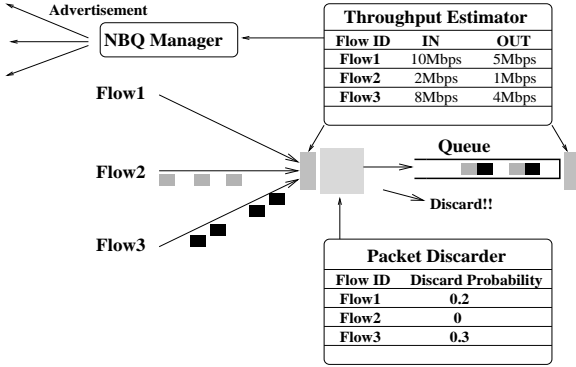 Advertisement
NBQ Manager
Throughput Estimator
Flow ID IN OUT
Flow1 10Mbps 5Mbps
Flow2 2Mbps 1Mbps
Flow3 8Mbps 4Mbps
Flow1
Flow2
Flow3
Queue
Discard!!
Packet Discarder
Flow ID Discard Probability
Flow1 0.2
Flow2 0
Flow3 0.3